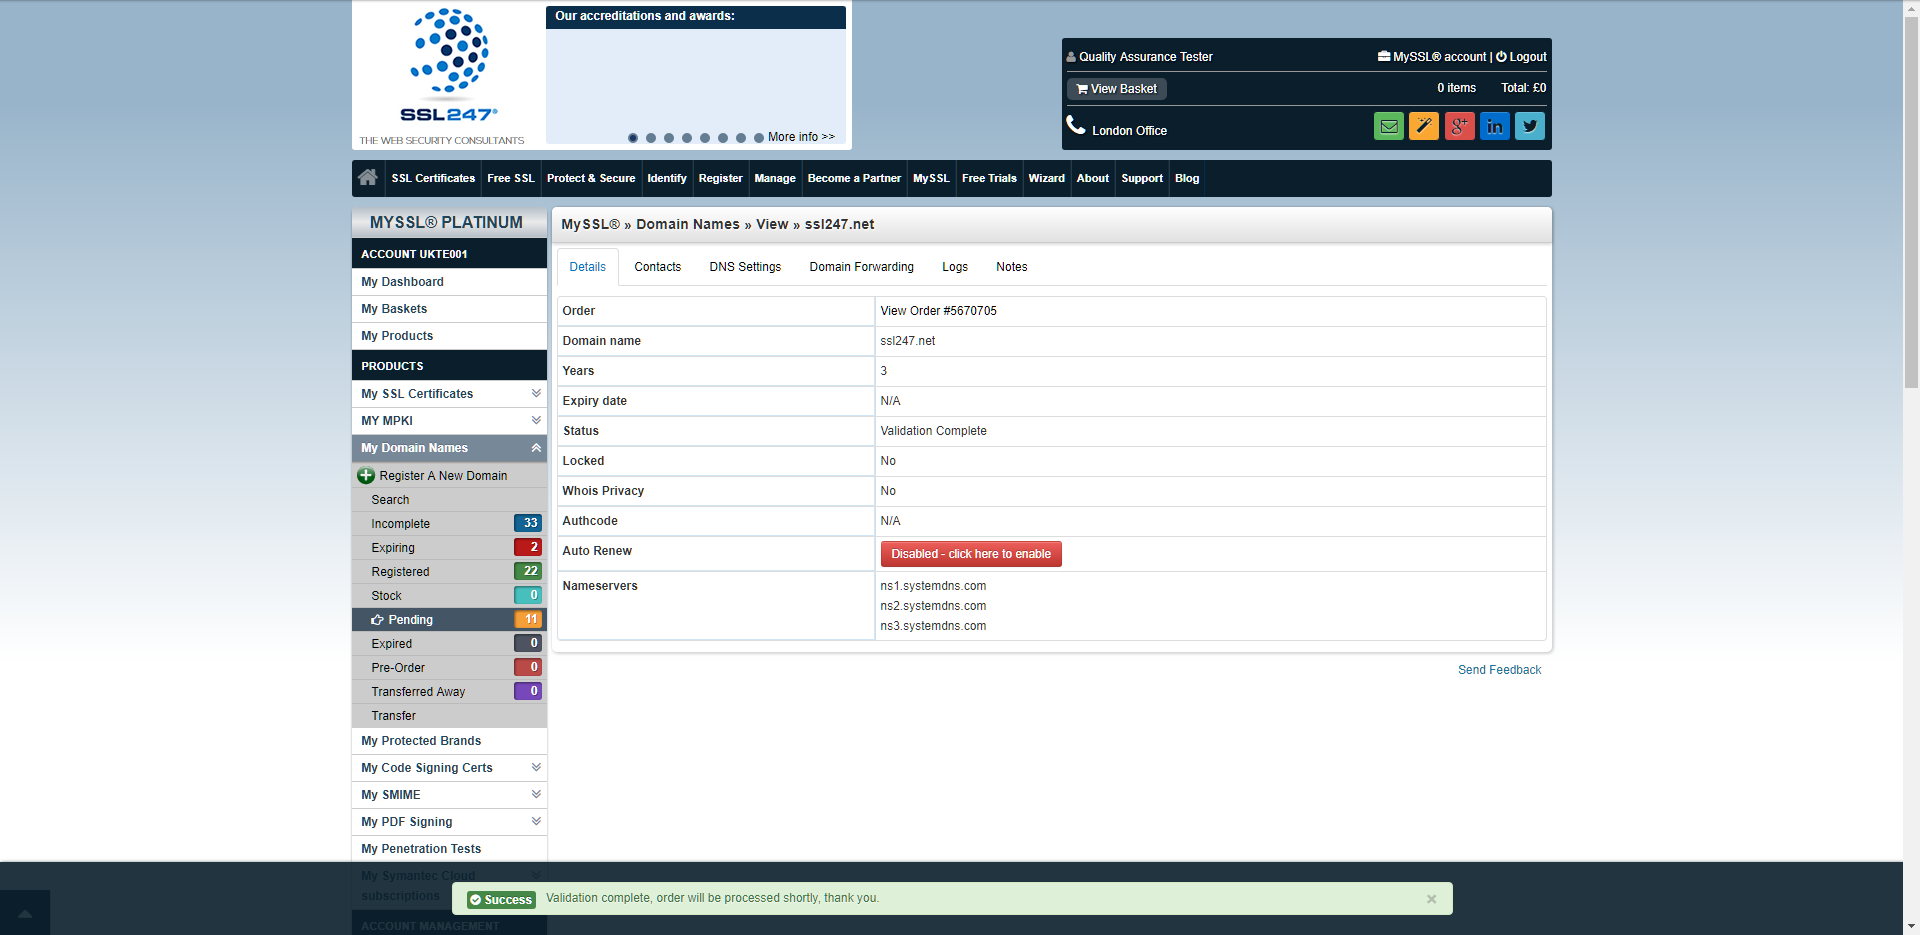 Our accreditations and awards:
SSL247®
THE WEB SECURITY CONSULTANTS
More info >>
Quality Assurance Tester
MySSL® account | Logout
View Basket
0 items
Total: £0
London Office
SSL Certificates
Free SSL
Protect & Secure
Identify
Register
Manage
Become a Partner
MySSL
Free Trials
Wizard
About
Support
Blog
MYSSL® PLATINUM
ACCOUNT UKTE001
My Dashboard
My Baskets
My Products
PRODUCTS
My SSL Certificates
MY MPKI
My Domain Names
Register A New Domain
Search
Incomplete 33
Expiring 2
Registered 22
Stock 0
Pending 11
Expired 0
Pre-Order 0
Transferred Away 0
Transfer
My Protected Brands
My Code Signing Certs
My SMIME
My PDF Signing
My Penetration Tests
My Symantec Cloud
subscriptions
ACCOUNT MANAGEMENT
MySSL® » Domain Names » View » ssl247.net
Details
Contacts
DNS Settings
Domain Forwarding
Logs
Notes
Order View Order #5670705
Domain name ssl247.net
Years 3
Expiry date N/A
Status Validation Complete
Locked No
Whois Privacy No
Authcode N/A
Auto Renew Disabled - click here to enable
Nameservers ns1.systemdns.com
ns2.systemdns.com
ns3.systemdns.com
Send Feedback
Success Validation complete, order will be processed shortly, thank you. ×